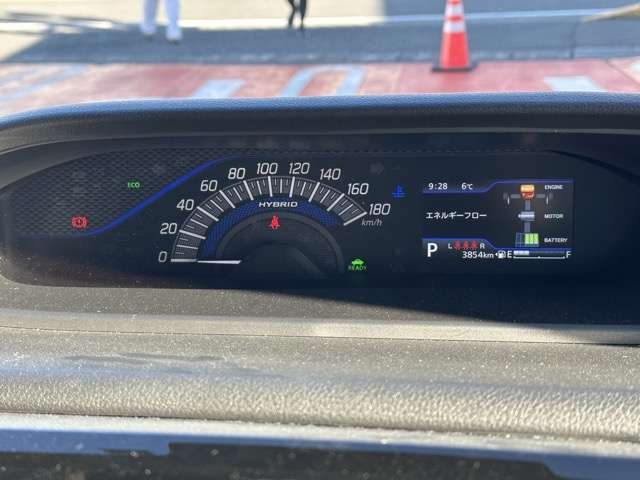 ECO
0
20
40
60
80
100
120
140
160
180
km/h
HYBRID
READY
9:28 6℃
エネルギーフロー
ENGINE
MOTOR
BATTERY
P L R
3854km E F